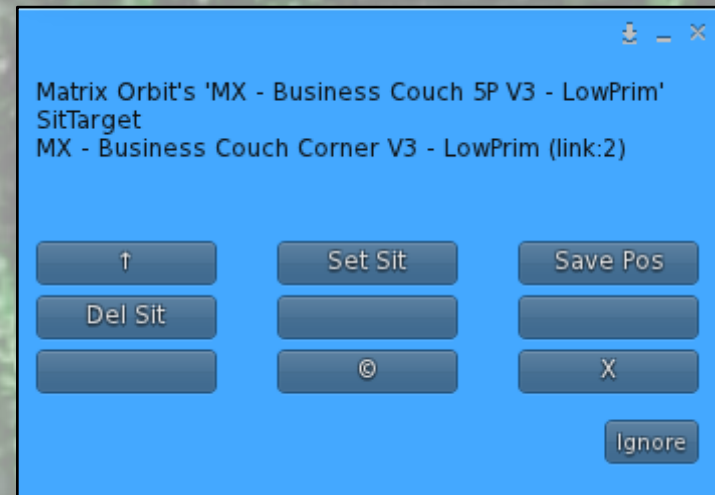 Matrix Orbit's 'MX - Business Couch 5P V3 - LowPrim'
SitTarget
MX - Business Couch Corner V3 - LowPrim (link:2)
↑ Set Sit Save Pos
Del Sit
© X
Ignore